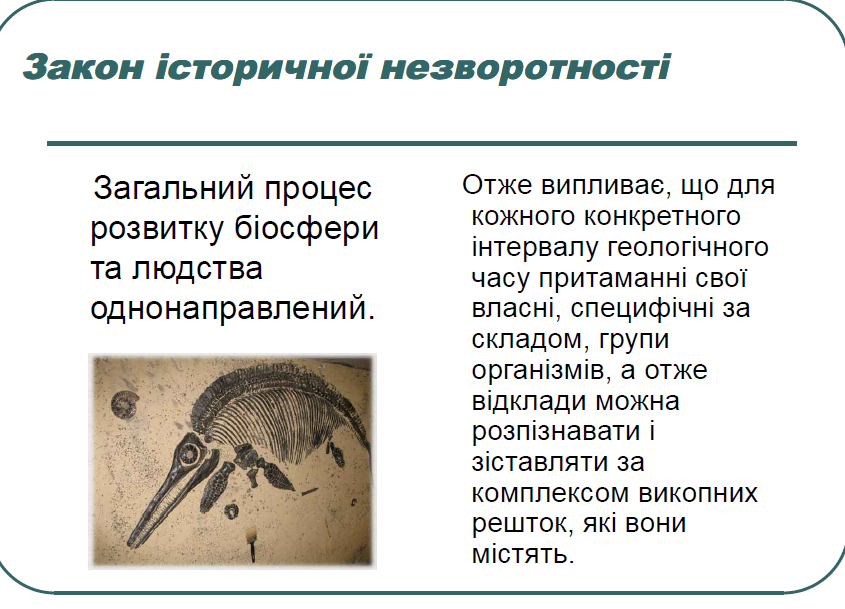 Закон історичної незворотності
Загальний процес
розвитку біосфери
та людства
однонаправлений.
Отже випливає, що для
кожного конкретного
інтервалу геологічного
часу притаманні свої
власні, специфічні за
складом, групи
організмів, а отже
відклади можна
розпізнавати і
зіставляти за
комплексом викопних
решток, які вони
містять.